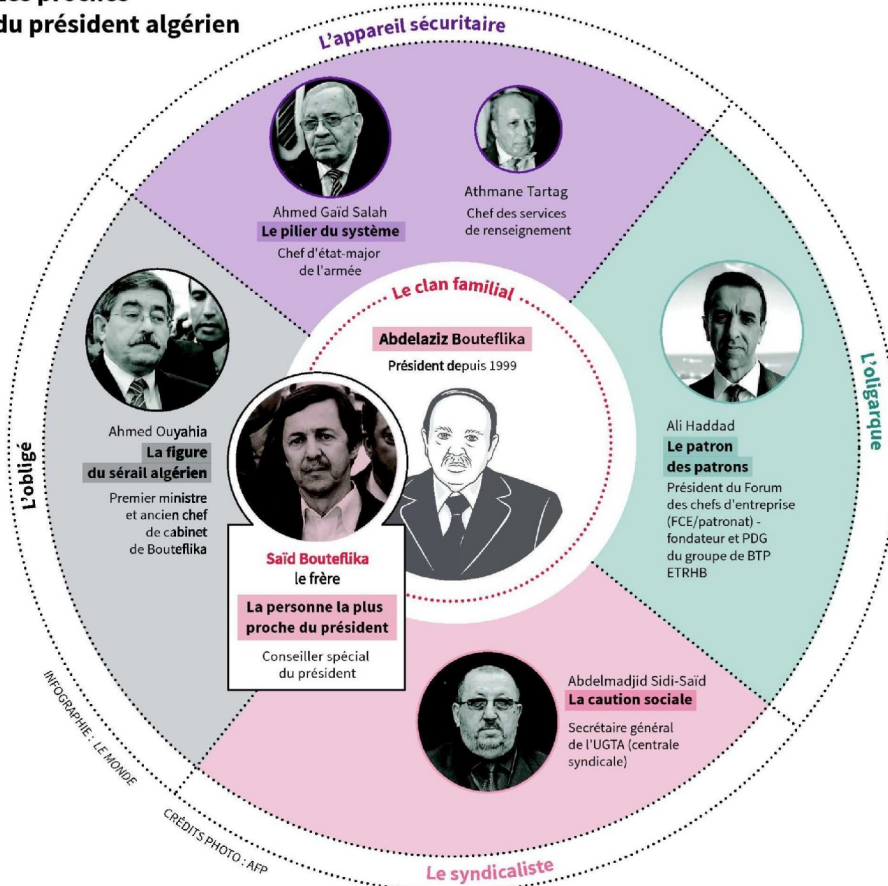 du président algérien
L'appareil sécuritaire
Ahmed Gaïd Salah
Le pilier du système
Chef d'état-major
de l'armée
Athmane Tartag
Chef des services
de renseignement
Le clan familial
Abdelaziz Bouteflika
Président depuis 1999
L'obligé
Ahmed Ouyahia
La figure
du sérail algérien
Premier ministre
et ancien chef
de cabinet
de Bouteflika
Saïd Bouteflika
le frère
La personne la plus
proche du président
Conseiller spécial
du président
L'oligarque
Ali Haddad
Le patron
des patrons
Président du Forum
des chefs d'entreprise
(FCE/patronat) -
fondateur et PDG
du groupe de BTP
ETRHB
Abdelmadjid Sidi-Saïd
La caution sociale
Secrétaire général
de l'UGTA (centrale
syndicale)
Le syndicaliste
INFOGRAPHIE : LE MONDE
CRÉDITS PHOTO : AFP